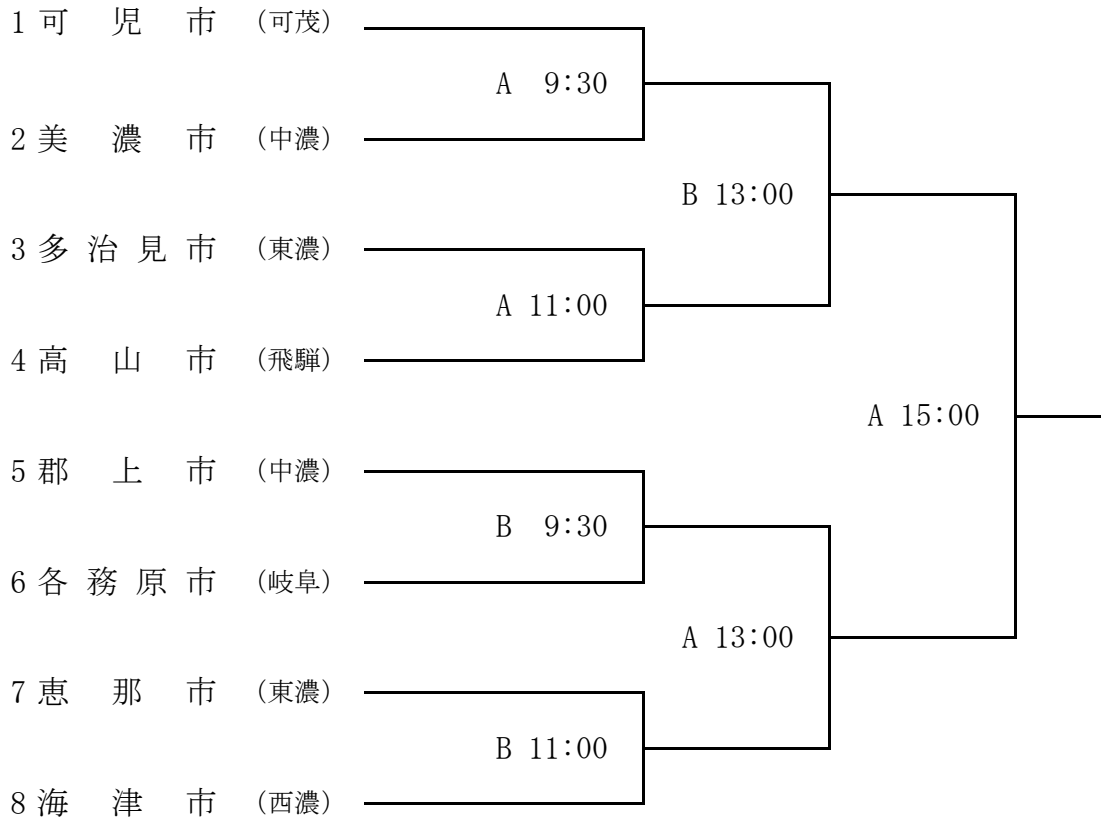 1 可児市 (可茂)
A 9:30
2 美濃市 (中濃)
B 13:00
3 多治見市 (東濃)
A 11:00
4 高山市 (飛騨)
A 15:00
5 郡上市 (中濃)
B 9:30
6 各務原市 (岐阜)
A 13:00
7 恵那市 (東濃)
B 11:00
8 海津市 (西濃)